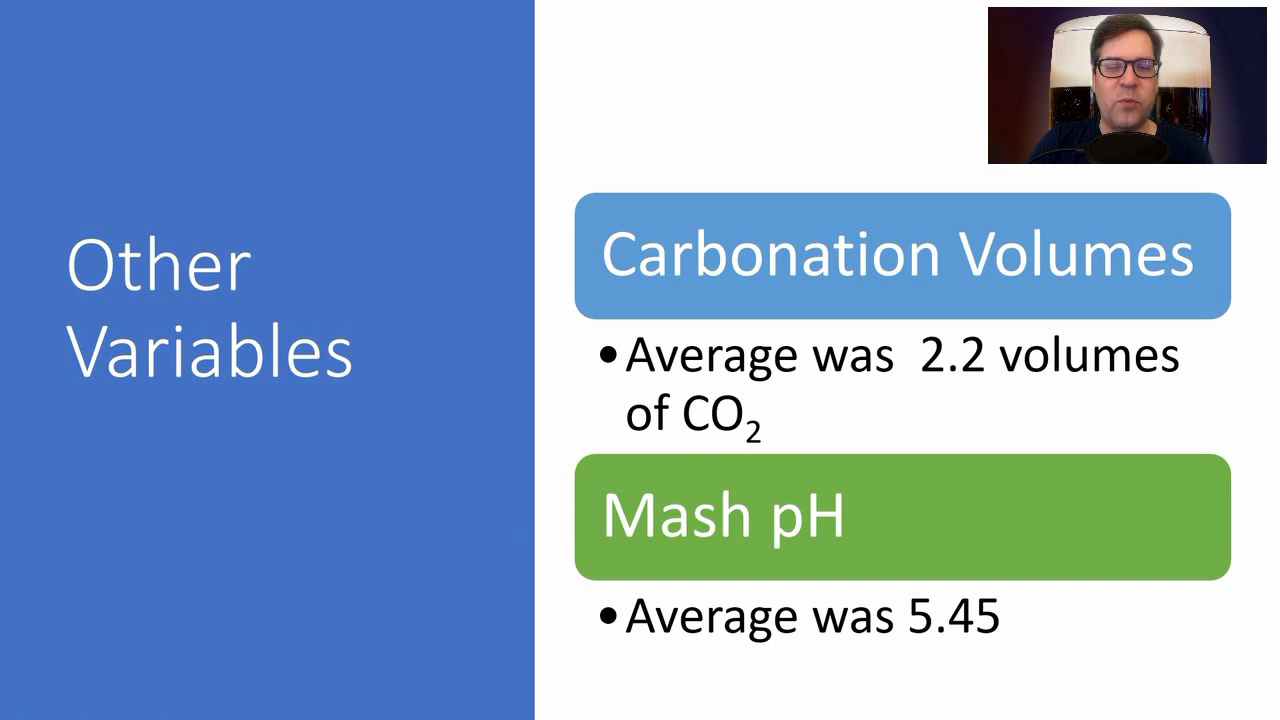 Other
Variables
Carbonation Volumes
•Average was  2.2 volumes
of CO₂
Mash pH
•Average was 5.45